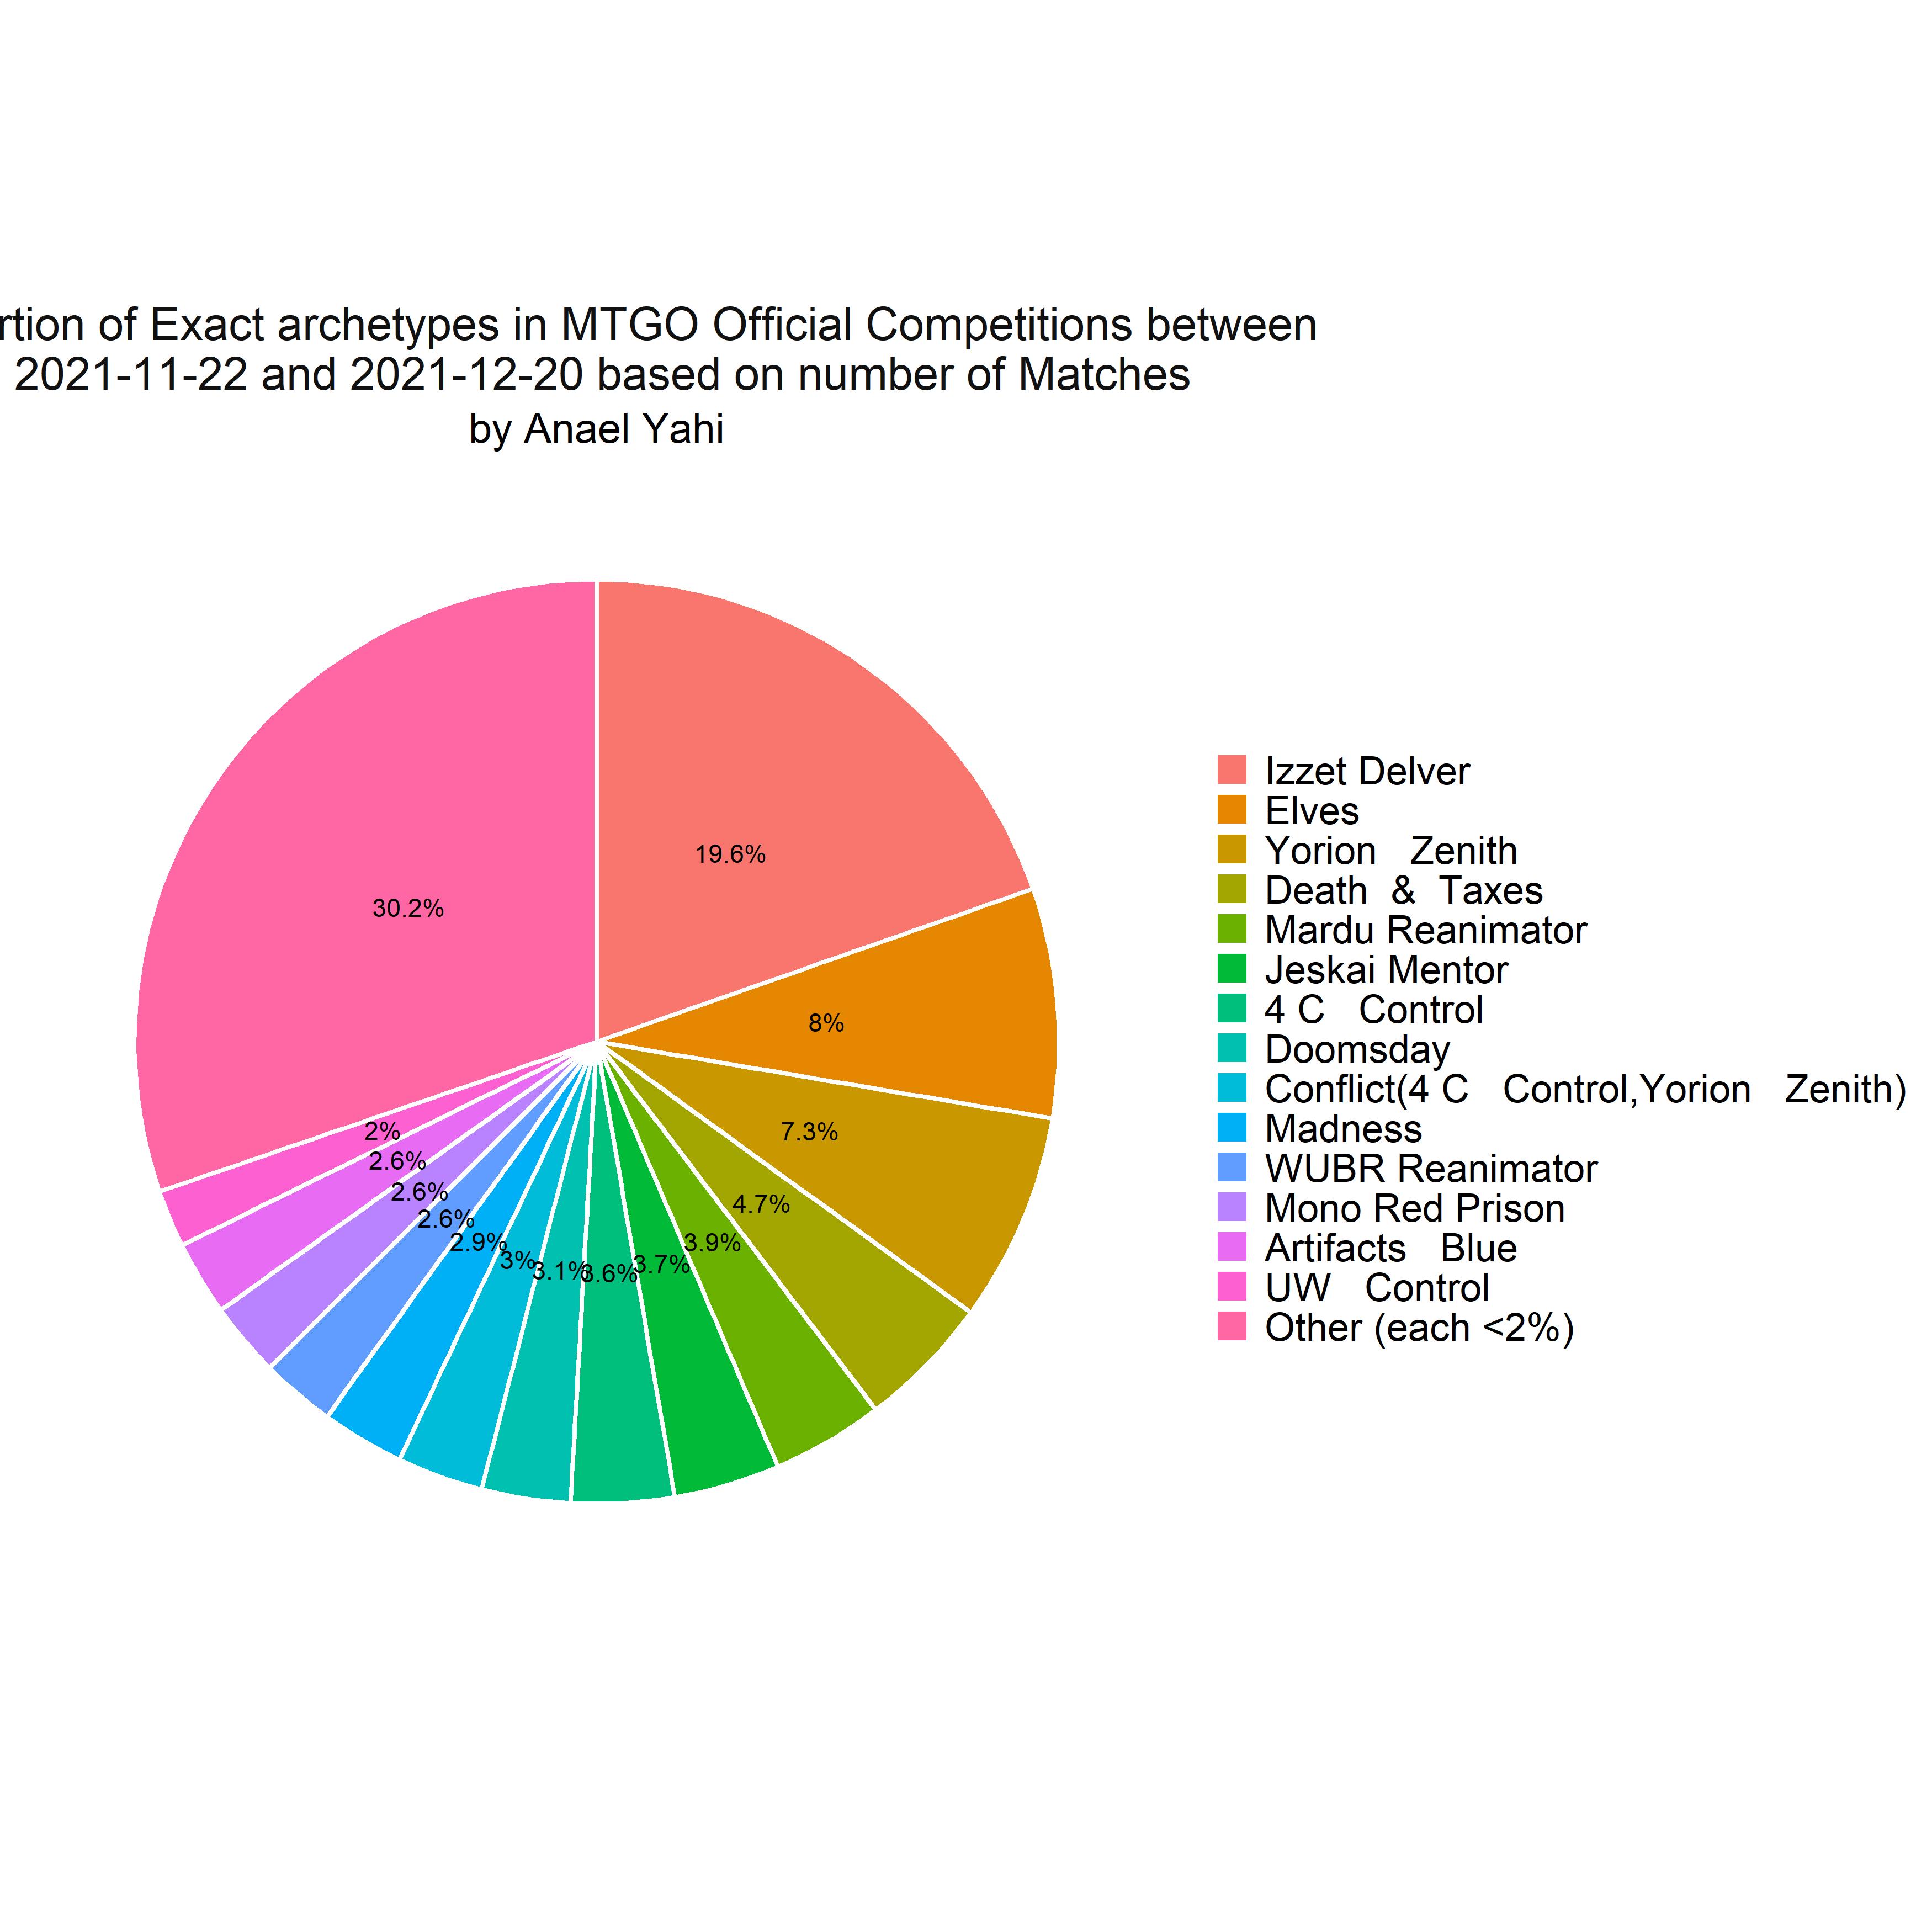 rtion of Exact archetypes in MTGO Official Competitions between
2021-11-22 and 2021-12-20 based on number of Matches
by Anael Yahi
19.6%
30.2%
8%
7.3%
2%
2.6%
2.6%
4.7%
2.6%
2.9%
3.9%
3%
3.1%
3.6%
3.7%
Izzet Delver
Elves
Yorion Zenith
Death & Taxes
Mardu Reanimator
Jeskai Mentor
4 C Control
Doomsday
Conflict(4 C Control,Yorion Zenith)
Madness
WUBR Reanimator
Mono Red Prison
Artifacts Blue
UW Control
Other (each <2%)